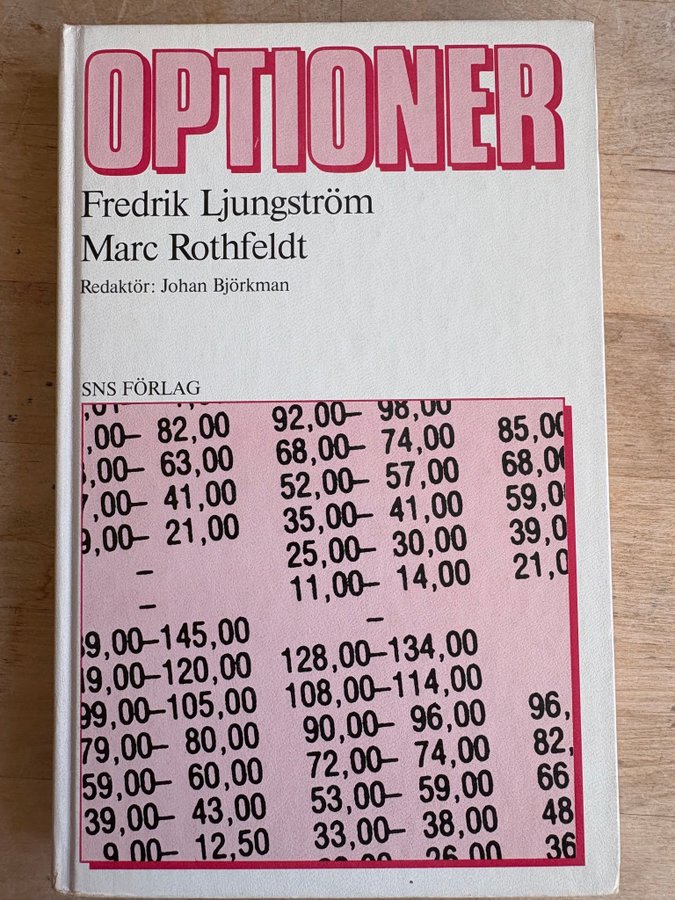 OPTIONER
Fredrik Ljungström
Marc Rothfeldt
Redaktör: Johan Björkman
SNS FÖRLAG
92,00– 98,00
,00– 82,00 68,00– 74,00 85,00
,00– 63,00 52,00– 57,00 68,0
,00– 41,00 35,00– 41,00 59,0
9,00– 21,00 25,00– 30,00 39,0
– 11,00– 14,00 21,0
– –
39,00–145,00 128,00–134,00
19,00–120,00 108,00–114,00
99,00–105,00 90,00– 96,00 96,
79,00– 80,00 72,00– 74,00 82,
59,00– 60,00 53,00– 59,00 66
39,00– 43,00 33,00– 38,00 48
9,00– 12,50 26,00 36